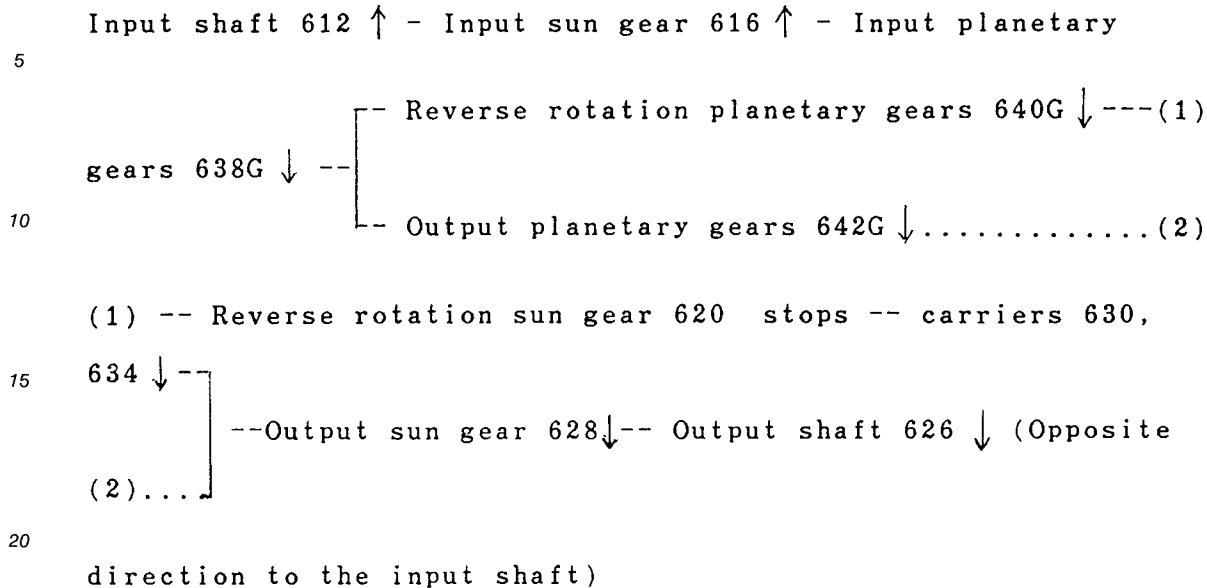 Input shaft 612 ↑ - Input sun gear 616 ↑ - Input planetary
5
┌-- Reverse rotation planetary gears 640G ↓ ---(1)
gears 638G ↓ --
10
└-- Output planetary gears 642G ↓.............(2)
(1) -- Reverse rotation sun gear 620 stops -- carriers 630,
15
634 ↓ --┐
--Output sun gear 628↓-- Output shaft 626 ↓ (Opposite
(2)....┘
20
direction to the input shaft)